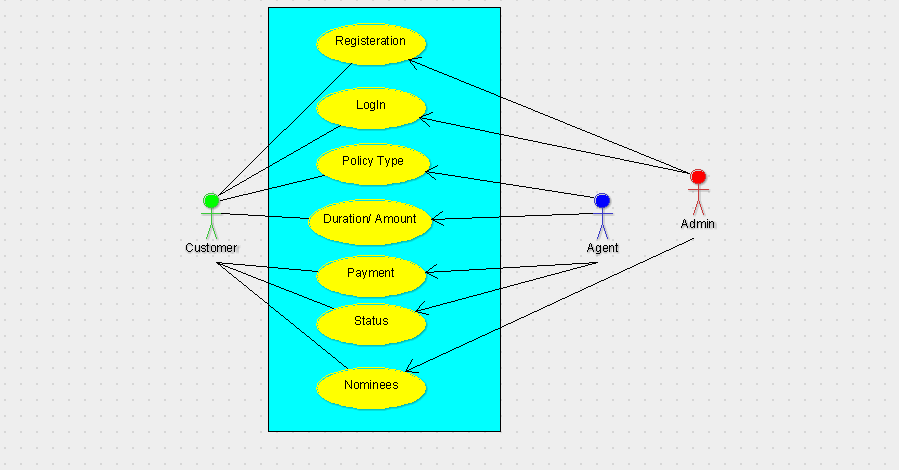 Registeration
LogIn
Policy Type
Duration/ Amount
Payment
Status
Nominees
Customer
Agent
Admin